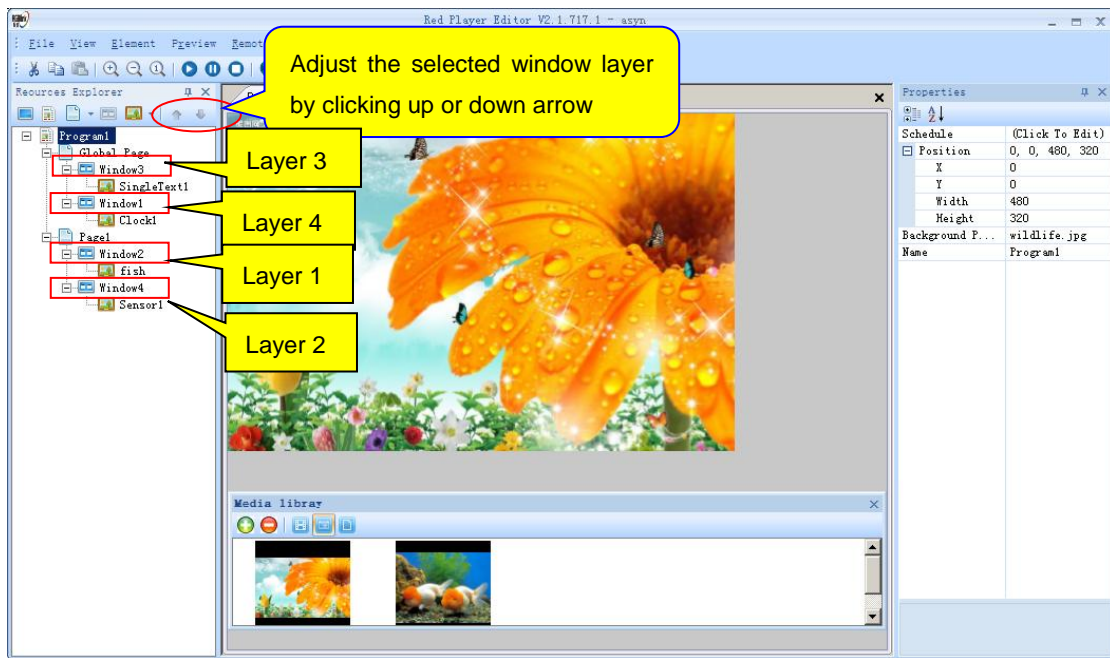 Red Player Editor V2.1.717.1 - asyn
File View Element Preview
Adjust the selected window layer
by clicking up or down arrow
Reources Explorer
Program1
Global Page
Window3
SingleText1
Window1
Clock1
Page1
Window2
fish
Window4
Sensor1
Layer 3
Layer 4
Layer 1
Layer 2
Media libray
Properties
Schedule (Click To Edit)
Position 0, 0, 480, 320
X 0
Y 0
Width 480
Height 320
Background P... wildlife.jpg
Name Program1